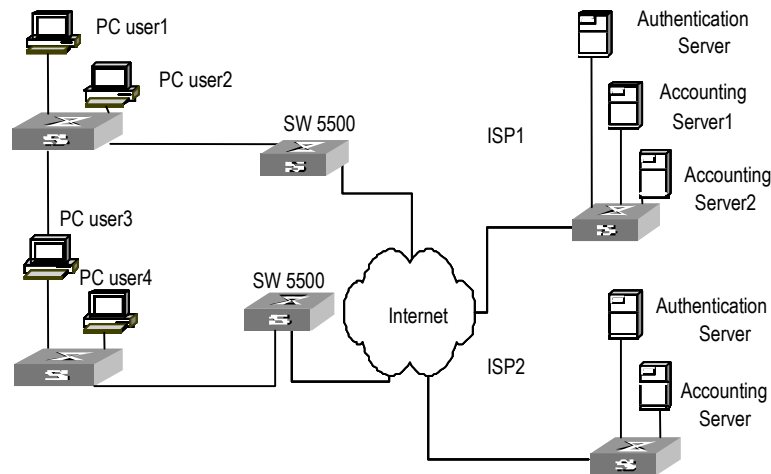 PC user1
PC user2
SW 5500
PC user3
PC user4
SW 5500
Internet
ISP1
Authentication
Server
Accounting
Server1
Accounting
Server2
ISP2
Authentication
Server
Accounting
Server